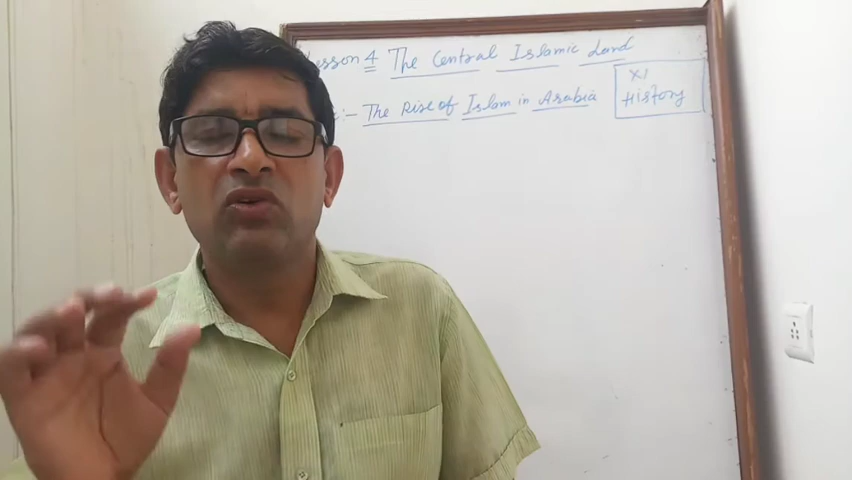 Lesson 4 The Central Islamic Land
:- The Rise of Islam in Arabia
XI
History